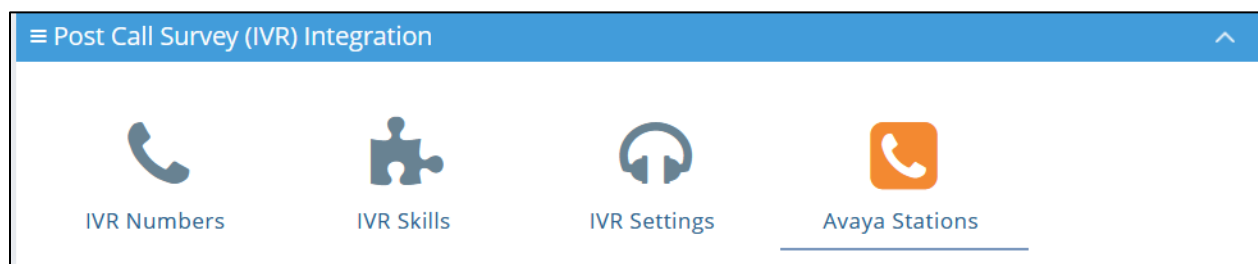 Post Call Survey (IVR) Integration
IVR Numbers IVR Skills IVR Settings Avaya Stations